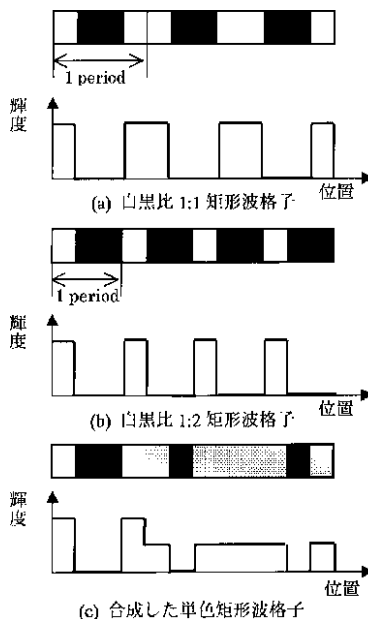 1 period
輝度
位置
(a) 白黒比 1:1 矩形波格子
1 period
輝度
位置
(b) 白黒比 1:2 矩形波格子
輝度
位置
(c) 合成した単色矩形波格子